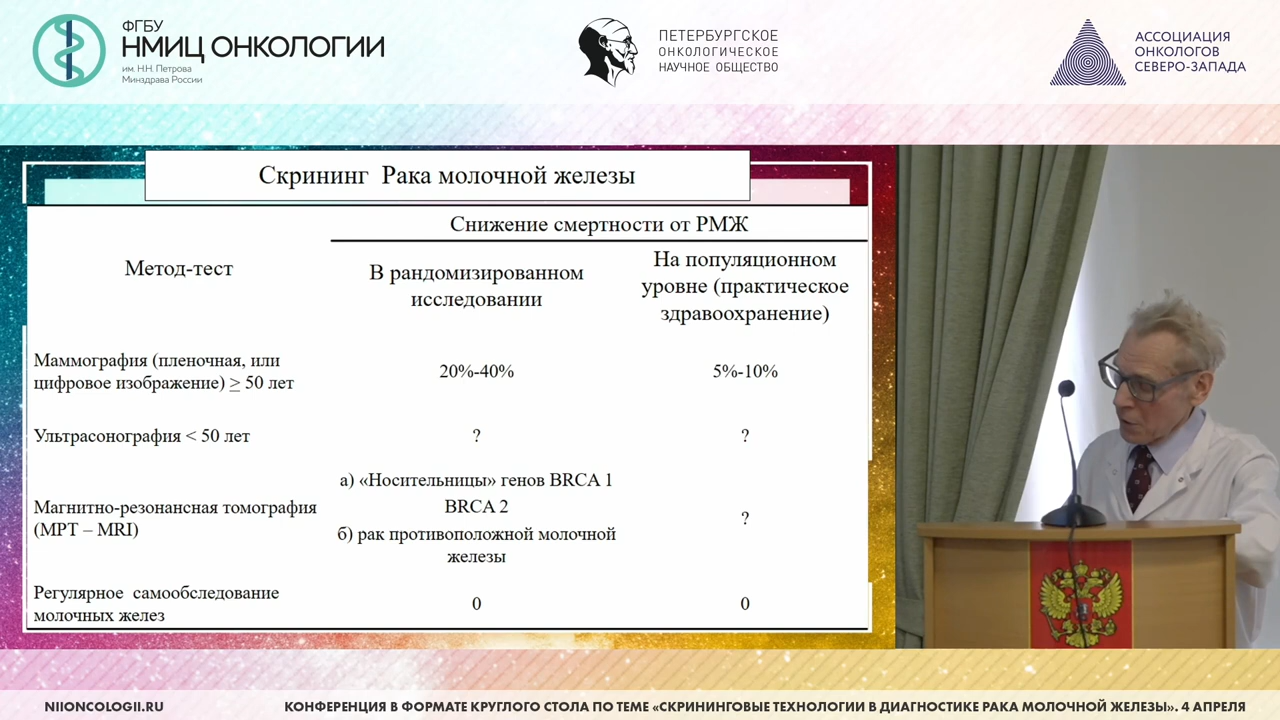 ФГБУ
НМИЦ ОНКОЛОГИИ
им. Н.Н. Петрова
Минздрава России
ПЕТЕРБУРГСКОЕ
ОНКОЛОГИЧЕСКОЕ
НАУЧНОЕ ОБЩЕСТВО
АССОЦИАЦИЯ
ОНКОЛОГОВ
СЕВЕРО-ЗАПАДА
Скрининг Рака молочной железы
Метод-тест
Снижение смертности от РМЖ
В рандомизированном
исследовании
На популяционном
уровне (практическое
здравоохранение)
Маммография (пленочная, или
цифровое изображение) ≥ 50 лет
20%-40%
5%-10%
Ультрасонография < 50 лет
?
?
Магнитно-резонансная томография
(МРТ – MRI)
а) «Носительницы» генов BRCA 1
BRCA 2
б) рак противоположной молочной
железы
?
Регулярное самообследование
молочных желез
0
0
NIIONCOLOGII.RU
КОНФЕРЕНЦИЯ В ФОРМАТЕ КРУГЛОГО СТОЛА ПО ТЕМЕ «СКРИНИНГОВЫЕ ТЕХНОЛОГИИ В ДИАГНОСТИКЕ РАКА МОЛОЧНОЙ ЖЕЛЕЗЫ». 4 АПРЕЛЯ